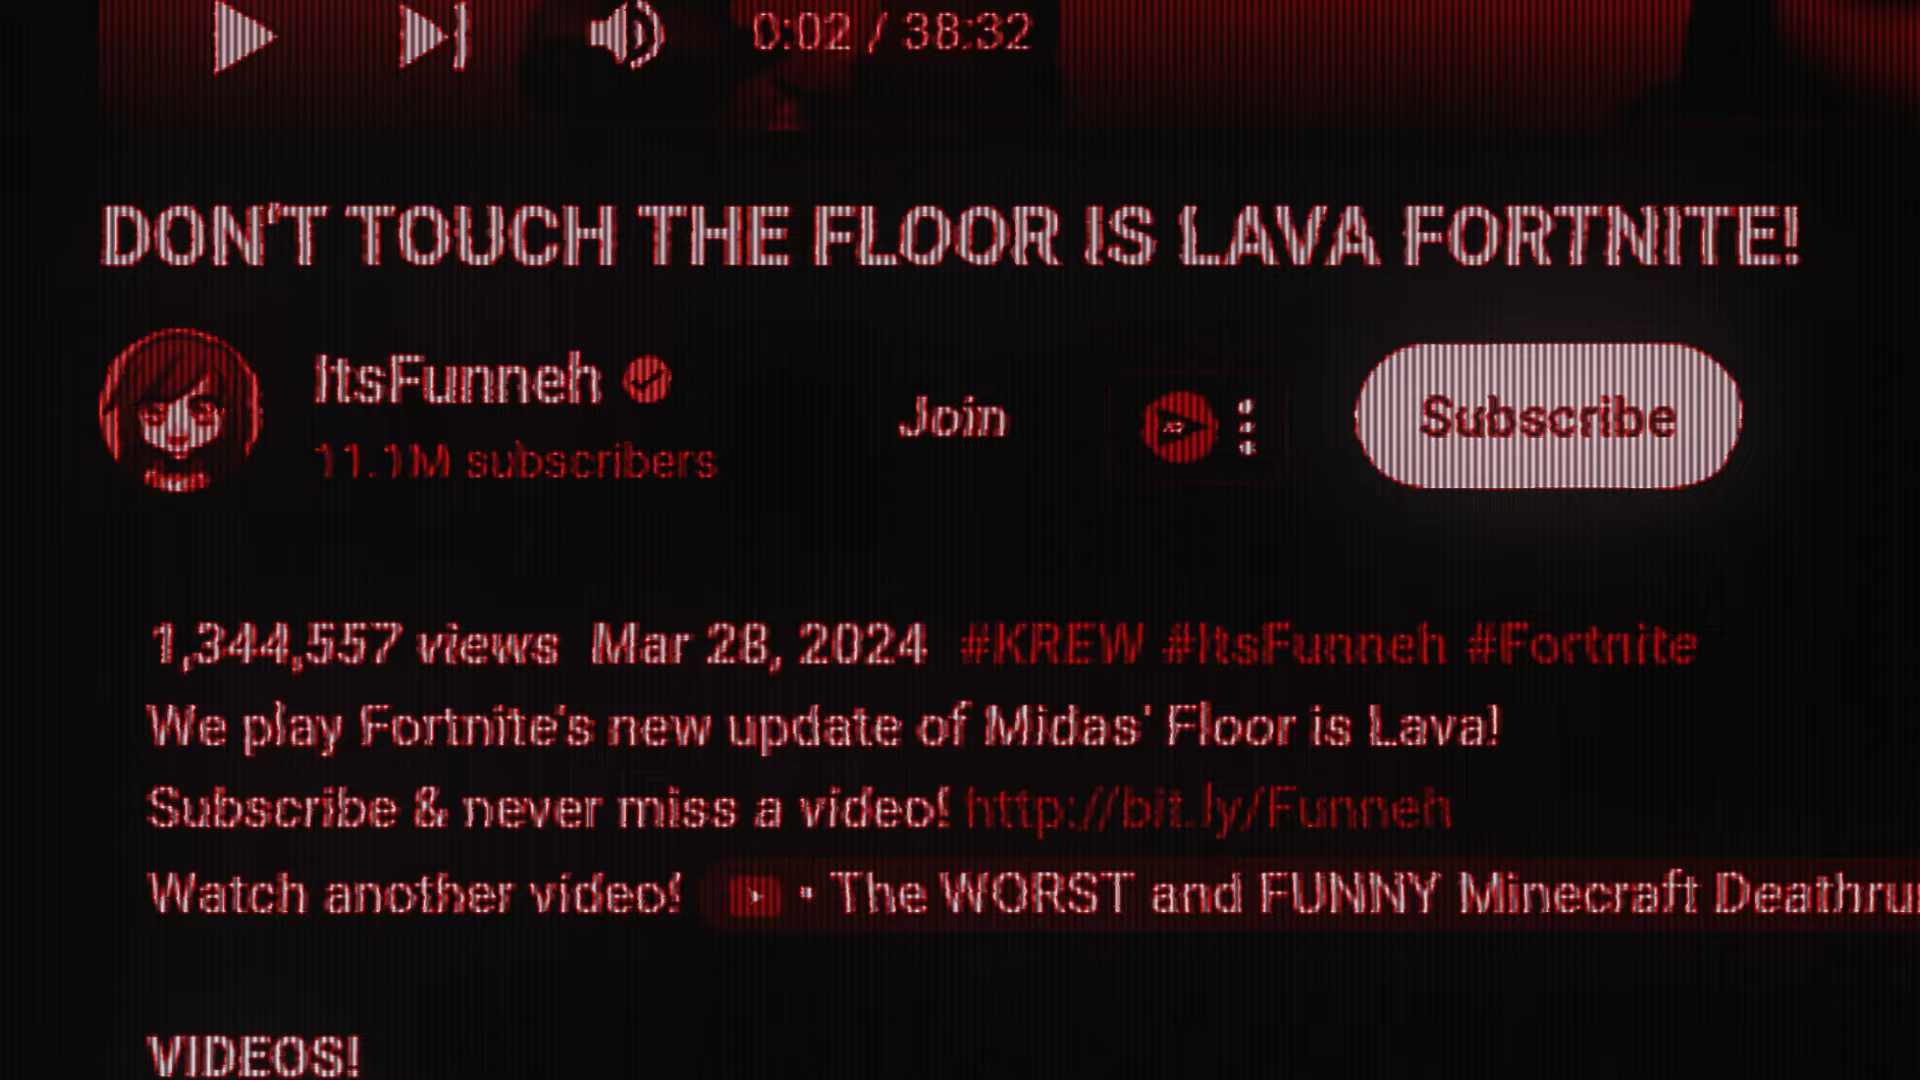 0:02 / 38:32
DON'T TOUCH THE FLOOR IS LAVA FORTNITE!
ItsFunneh
11.1M subscribers
Join
Subscribe
1,344,557 views Mar 28, 2024 #KREW #ItsFunneh #Fortnite
We play Fortnite's new update of Midas' Floor is Lava!
Subscribe & never miss a video! http://bit.ly/Funneh
Watch another video! • The WORST and FUNNY Minecraft Deathru
VIDEOS!